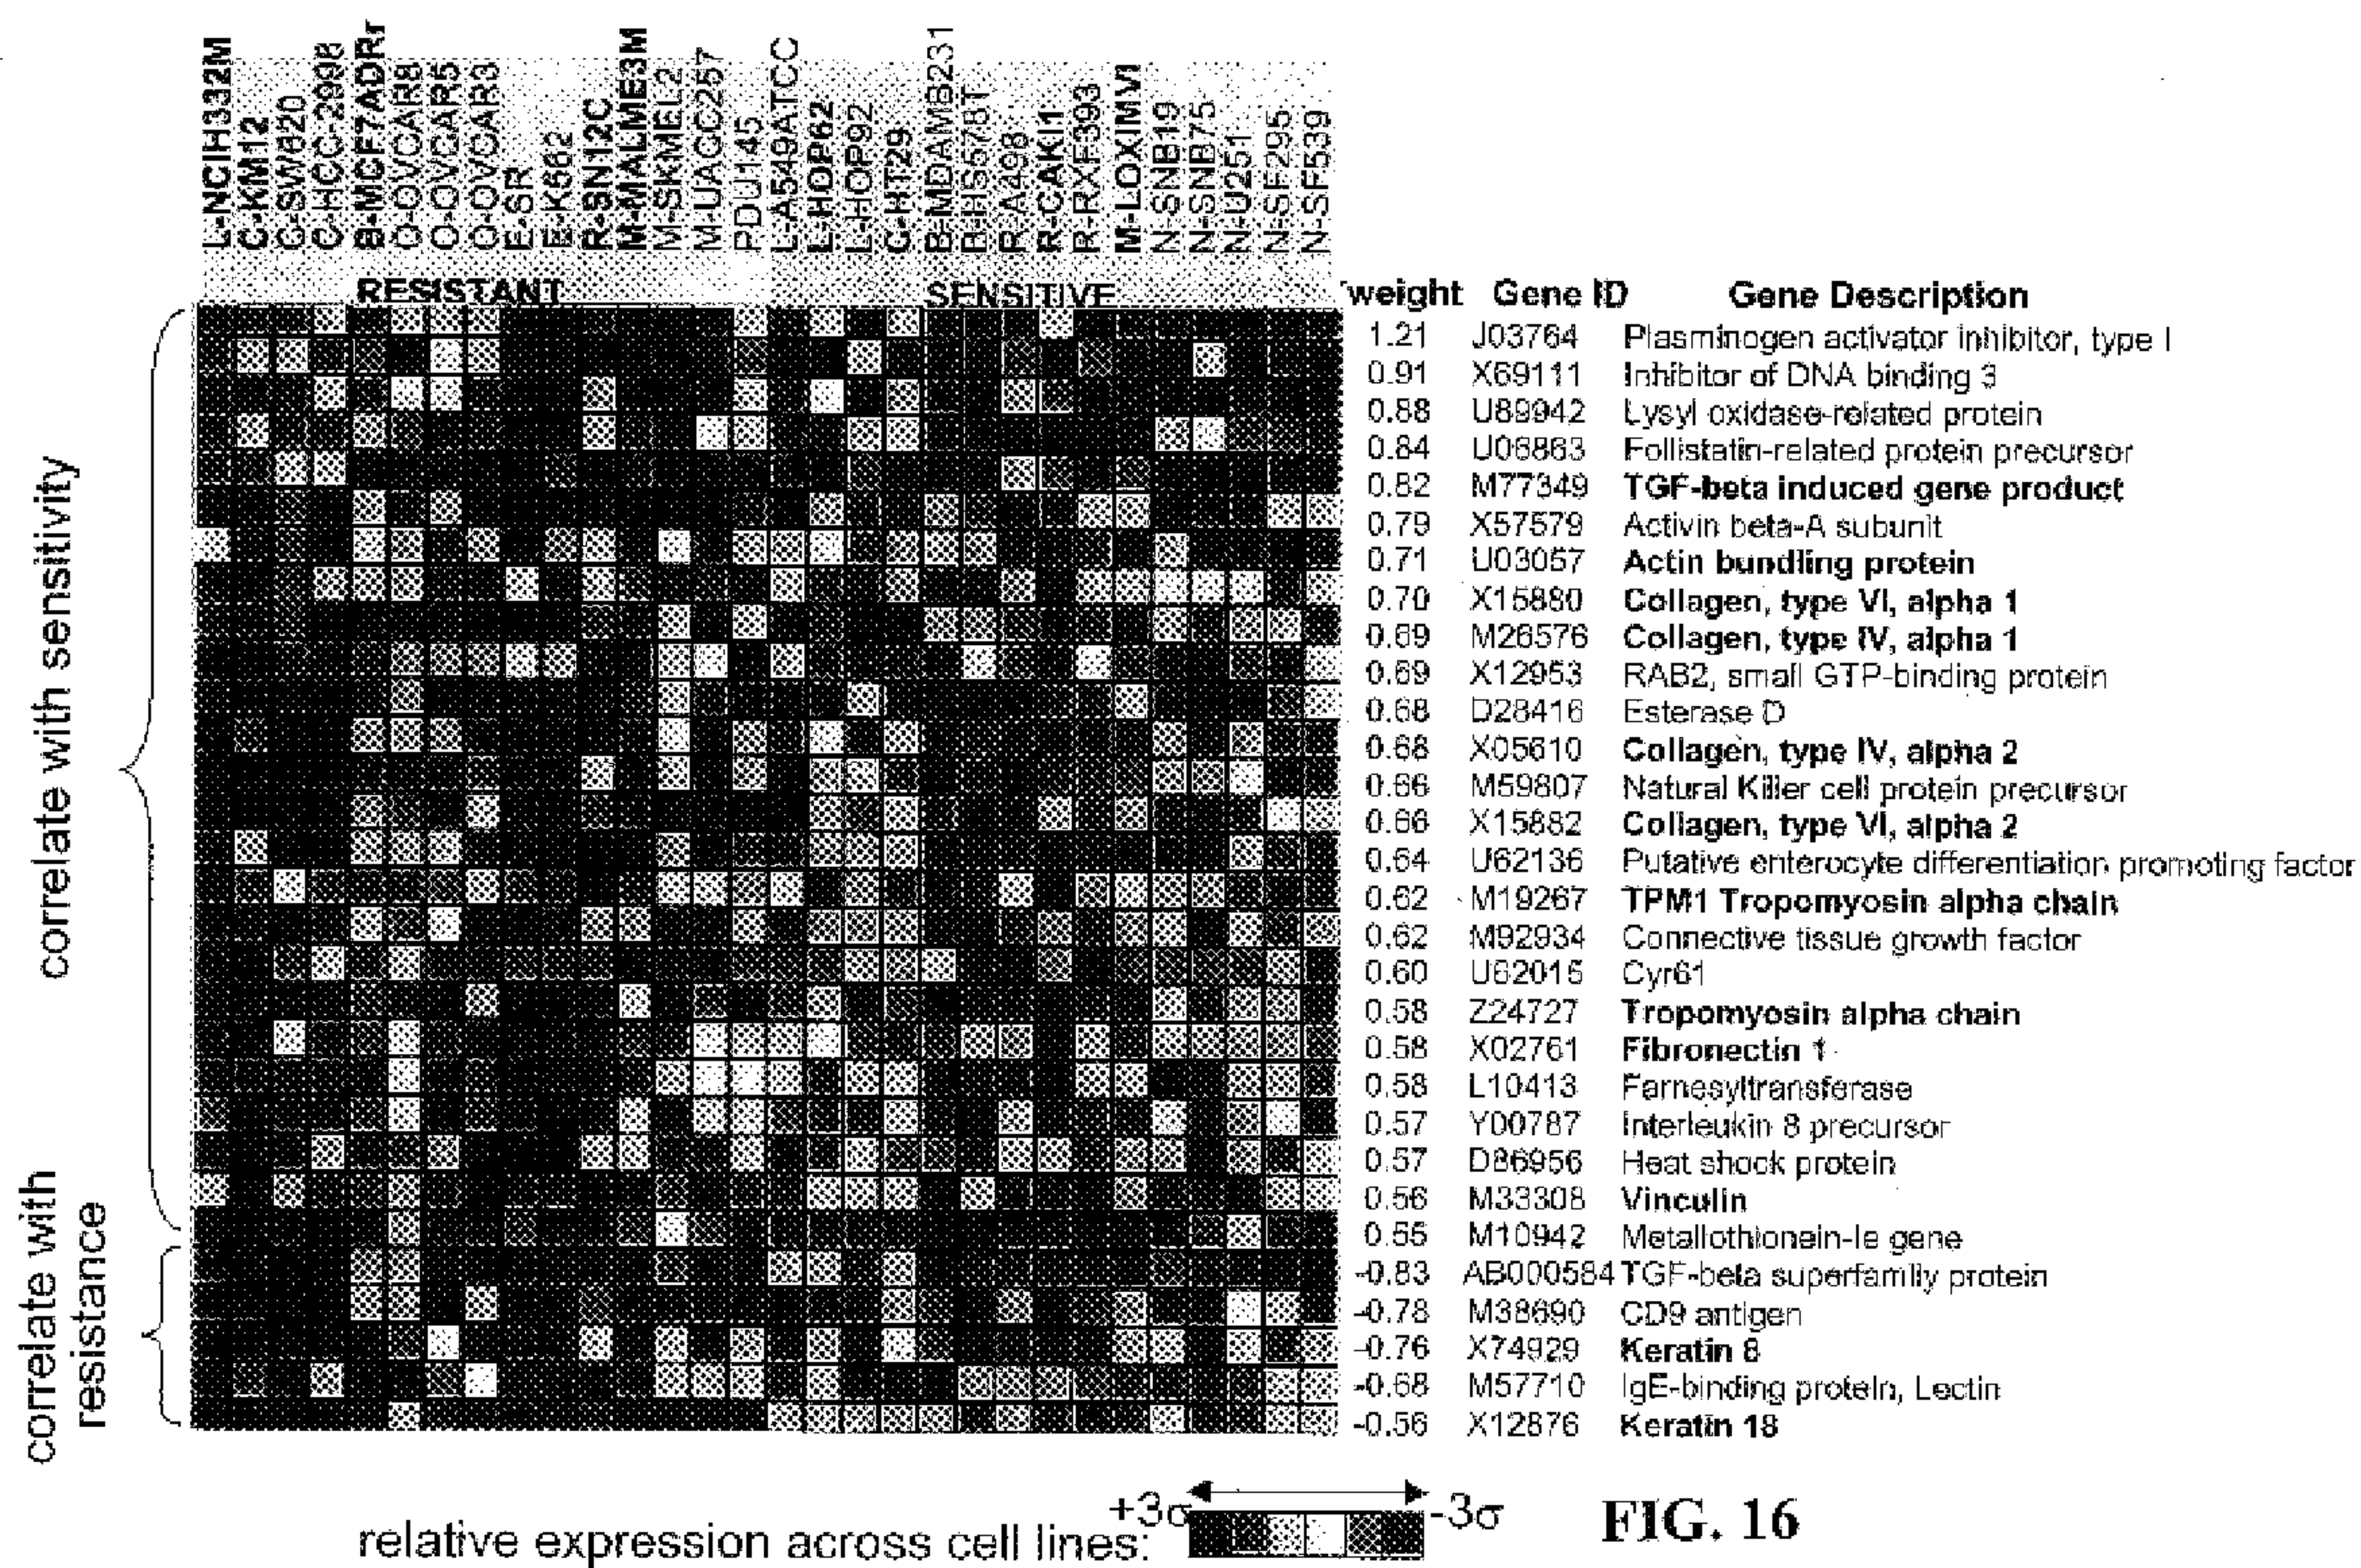 L-NCIH332M
C-KM12
C-SW620
C-HCC-2998
B-MCF7ADRr
O-OVCAR8
O-OVCAR5
O-OVCAR3
E-SR
E-K562
R-SN12C
M-MALME3M
M-SKMEL2
M-UACC257
PDU145
L-A549ATCC
L-HOP62
L-HOP92
C-HT29
B-MDAMB231
B-HS578T
R-A498
R-CAKI1
R-RXF393
M-LOXIMVI
N-SNB19
N-SNB75
N-U251
N-SF295
N-SF539
RESISTANT SENSITIVE weight Gene ID Gene Description
1.21 J03764 Plasminogen activator inhibitor, type I
0.91 X69111 Inhibitor of DNA binding 3
0.88 U89942 Lysyl oxidase-related protein
0.84 U06863 Follistatin-related protein precursor
0.82 M77349 TGF-beta induced gene product
0.79 X57579 Activin beta-A subunit
0.71 U03057 Actin bundling protein
0.70 X15880 Collagen, type VI, alpha 1
0.69 M26576 Collagen, type IV, alpha 1
0.69 X12953 RAB2, small GTP-binding protein
0.68 D28416 Esterase D
0.68 X05610 Collagen, type IV, alpha 2
0.66 M59807 Natural Killer cell protein precursor
0.66 X15882 Collagen, type VI, alpha 2
0.64 U62136 Putative enterocyte differentiation promoting factor
0.62 M19267 TPM1 Tropomyosin alpha chain
0.62 M92934 Connective tissue growth factor
0.60 U62015 Cyr61
0.58 Z24727 Tropomyosin alpha chain
0.58 X02761 Fibronectin 1
0.58 L10413 Farnesyltransferase
0.57 Y00787 Interleukin 8 precursor
0.57 D86956 Heat shock protein
0.56 M33308 Vinculin
0.55 M10942 Metallothionein-Ie gene
-0.83 AB000584 TGF-beta superfamily protein
-0.78 M38690 CD9 antigen
-0.76 X74929 Keratin 8
-0.68 M57710 IgE-binding protein, Lectin
-0.56 X12876 Keratin 18
correlate with sensitivity
correlate with
resistance
+3σ -3σ
relative expression across cell lines:
FIG. 16